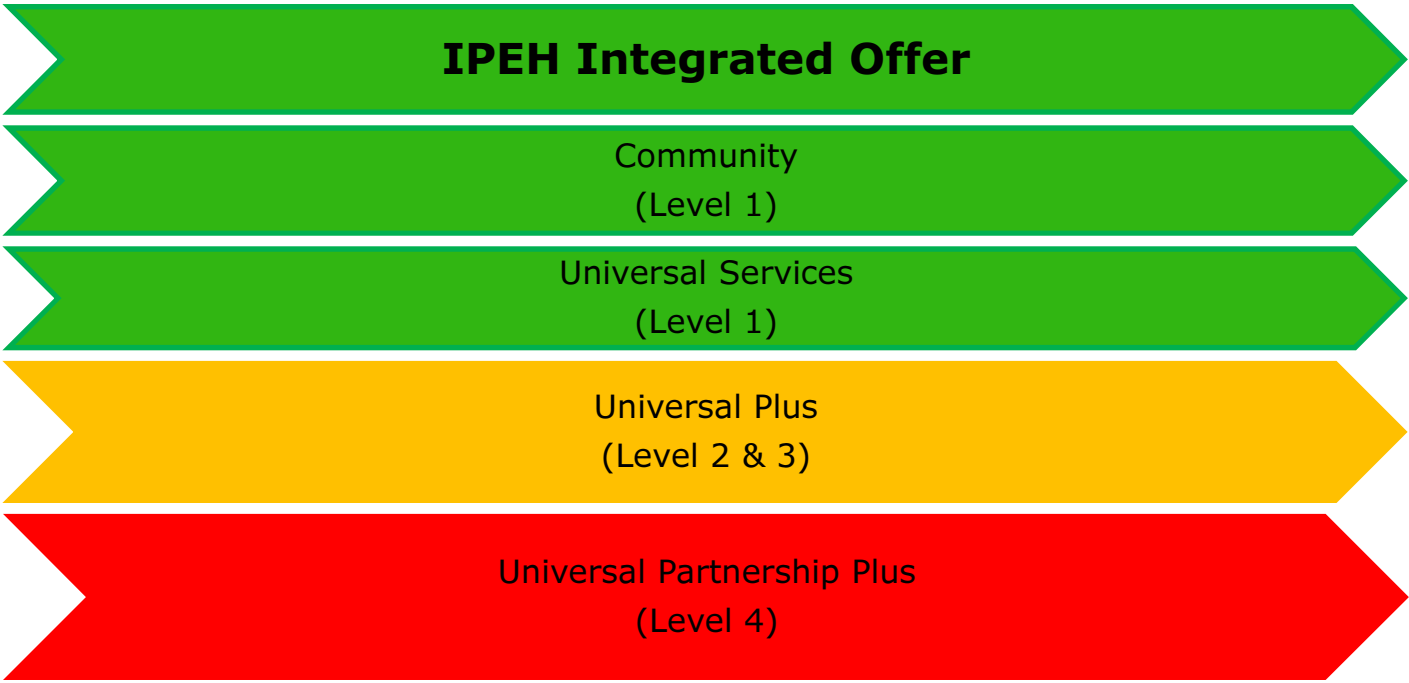 IPEH Integrated Offer
Community
(Level 1)
Universal Services
(Level 1)
Universal Plus
(Level 2 & 3)
Universal Partnership Plus
(Level 4)